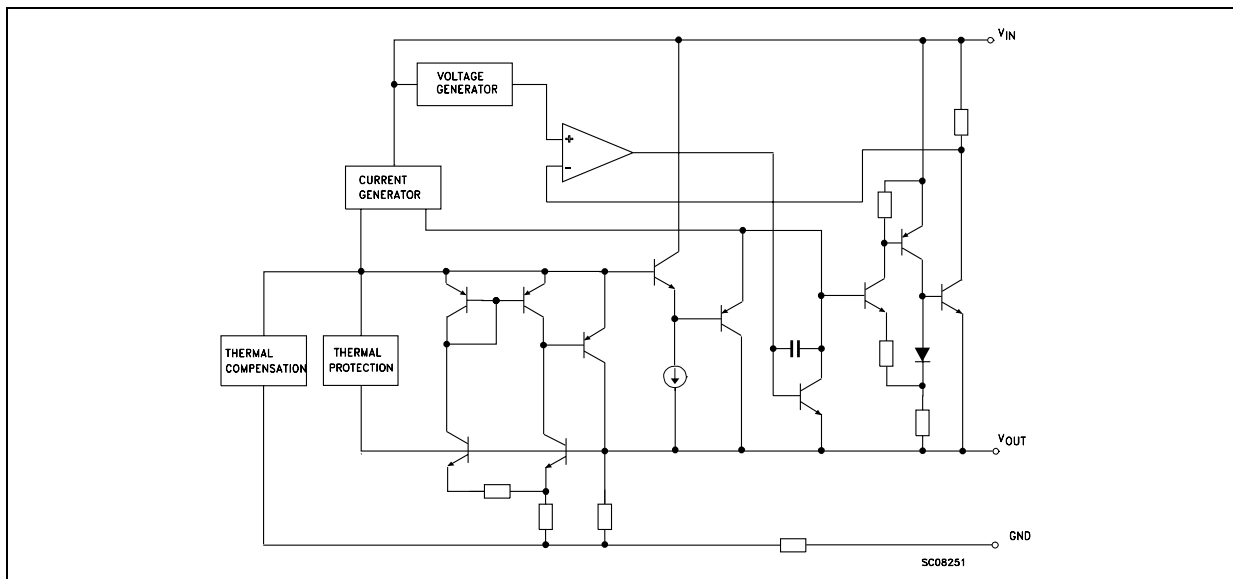 VIN
VOLTAGE
GENERATOR
+
-
CURRENT
GENERATOR
THERMAL
COMPENSATION
THERMAL
PROTECTION
VOUT
GND
SC08251